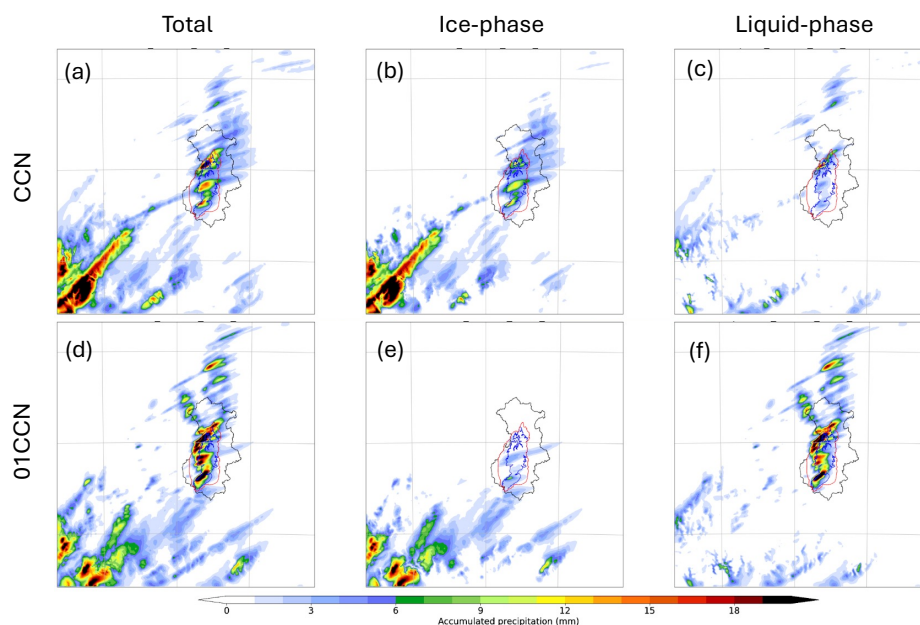 Total Ice-phase Liquid-phase
CCN
(a) (b) (c)
01CCN
(d) (e) (f)
0 3 6 9 12 15 18
Accumulated precipitation (mm)